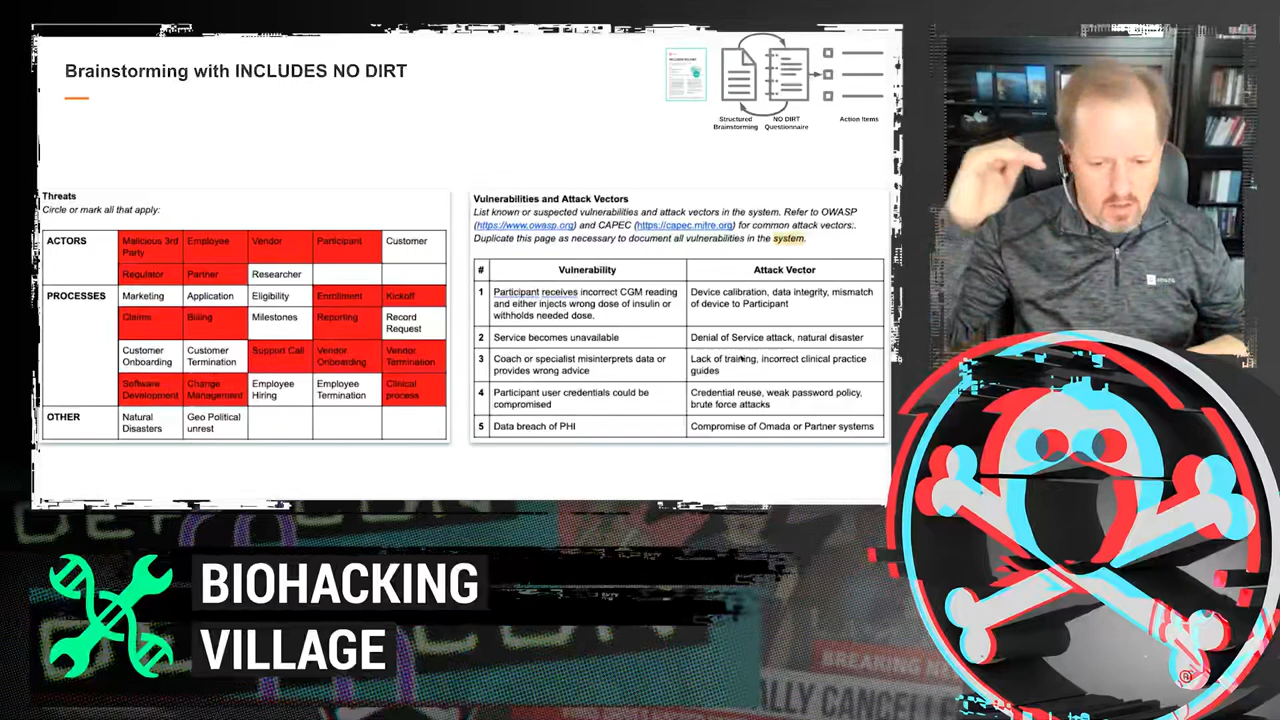 Brainstorming with INCLUDES NO DIRT
INCLUDES NO DIRT
Structured
Brainstorming
NO DIRT
Questionnaire
Action Items
Threats
Circle or mark all that apply:
ACTORS
Malicious 3rd
Party
Employee
Vendor
Participant
Customer
Regulator
Partner
Researcher
PROCESSES
Marketing
Application
Eligibility
Enrollment
Kickoff
Claims
Billing
Milestones
Reporting
Record
Request
Customer
Onboarding
Customer
Termination
Support Call
Vendor
Onboarding
Vendor
Termination
Software
Development
Change
Management
Employee
Hiring
Employee
Termination
Clinical
process
OTHER
Natural
Disasters
Geo Political
unrest
Vulnerabilities and Attack Vectors
List known or suspected vulnerabilities and attack vectors in the system. Refer to OWASP
(https://www.owasp.org) and CAPEC (https://capec.mitre.org) for common attack vectors:.
Duplicate this page as necessary to document all vulnerabilities in the system.
#
Vulnerability
Attack Vector
1
Participant receives incorrect CGM reading
and either injects wrong dose of insulin or
withholds needed dose.
Device calibration, data integrity, mismatch
of device to Participant
2
Service becomes unavailable
Denial of Service attack, natural disaster
3
Coach or specialist misinterprets data or
provides wrong advice
Lack of training, incorrect clinical practice
guides
4
Participant user credentials could be
compromised
Credential reuse, weak password policy,
brute force attacks
5
Data breach of PHI
Compromise of Omada or Partner systems
BIOHACKING
VILLAGE
BREAKING NE
ALLY CANCELLE
®